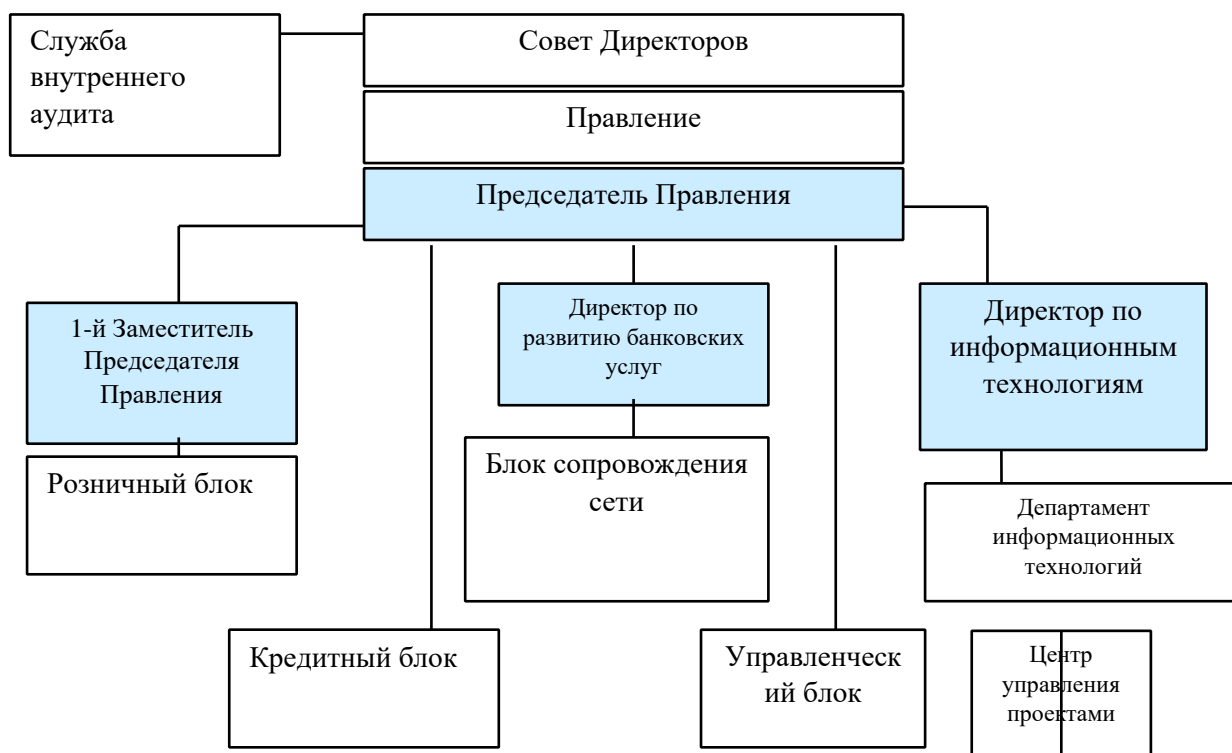 Служба
внутреннего
аудита
Совет Директоров
Правление
Председатель Правления
1-й Заместитель
Председателя
Правления
Директор по
развитию банковских
услуг
Директор по
информационным
технологиям
Розничный блок
Блок сопровождения
сети
Департамент
информационных
технологий
Кредитный блок
Управленческ
ий блок
Центр
управления
проектами